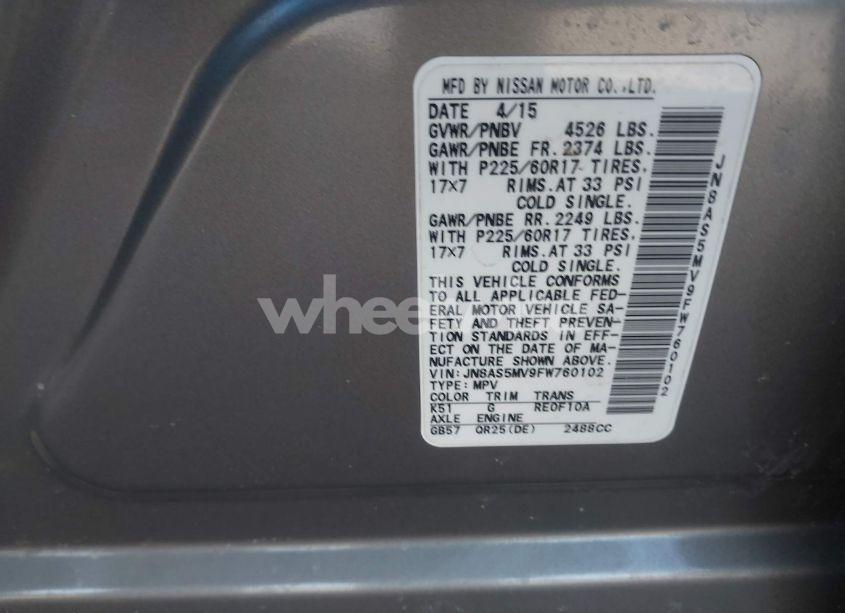 MFD BY NISSAN MOTOR CO.,LTD.
DATE 4/15
GVWR/PNBV 4526 LBS.
GAWR/PNBE FR. 2374 LBS.
WITH P225/60R17 TIRES,
17×7 RIMS.AT 33 PSI
COLD SINGLE.
GAWR/PNBE RR. 2249 LBS.
WITH P225/60R17 TIRES,
17×7 RIMS.AT 33 PSI
COLD SINGLE.
THIS VEHICLE CONFORMS
TO ALL APPLICABLE FED-
ERAL MOTOR VEHICLE SA-
FETY AND THEFT PREVEN-
TION STANDARDS IN EFF-
ECT ON THE DATE OF MA-
NUFACTURE SHOWN ABOVE.
VIN:JN8AS5MV9FW760102
TYPE:MPV
COLOR TRIM TRANS
K51 G RE0F10A
AXLE ENGINE
GB57 QR25(DE) 2488CC
JN8AS5MV9FW760102